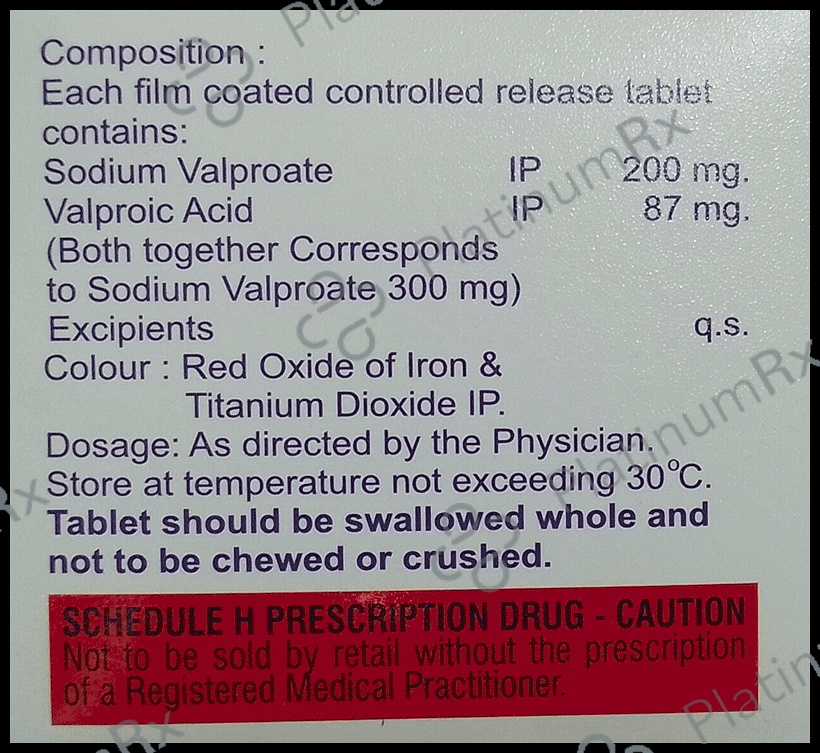 Composition :
Each film coated controlled release tablet
contains:
Sodium Valproate IP 200 mg.
Valproic Acid IP 87 mg.
(Both together Corresponds
to Sodium Valproate 300 mg)
Excipients q.s.
Colour : Red Oxide of Iron &
Titanium Dioxide IP.
Dosage: As directed by the Physician.
Store at temperature not exceeding 30°C.
Tablet should be swallowed whole and
not to be chewed or crushed.
SCHEDULE H PRESCRIPTION DRUG - CAUTION
Not to be sold by retail without the prescription
of a Registered Medical Practitioner.
PlatinumRx
PlatinumRx